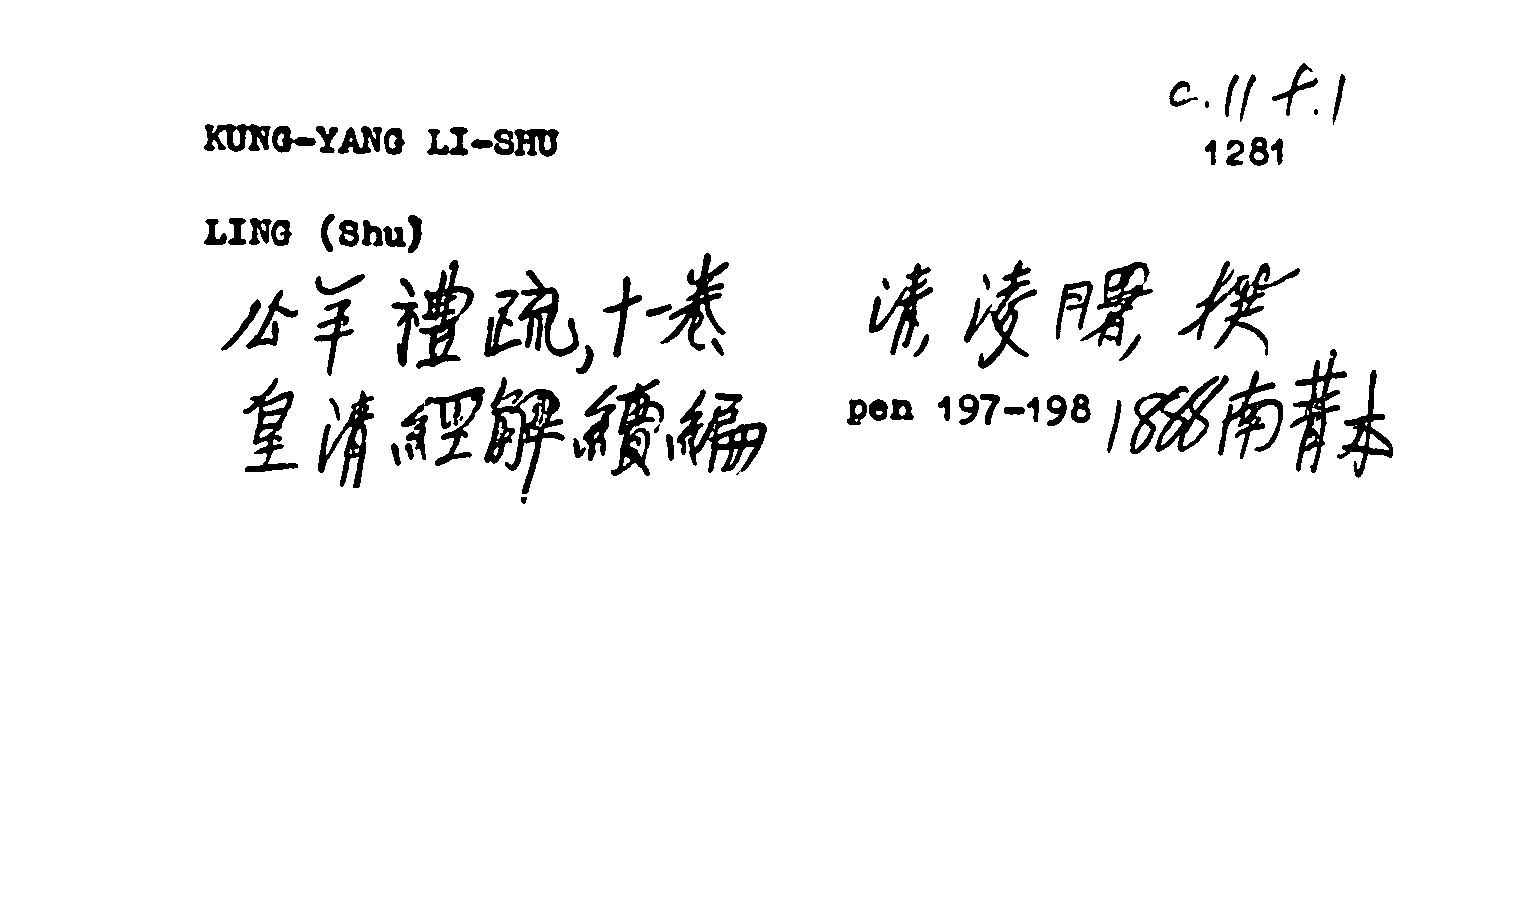 c.11 f.1
KUNG-YANG LI-SHU 1281
LING (Shu)
公羊禮疏,十一卷 清,凌曙,撰
皇清經解續編 pen 197-198 1888南菁本